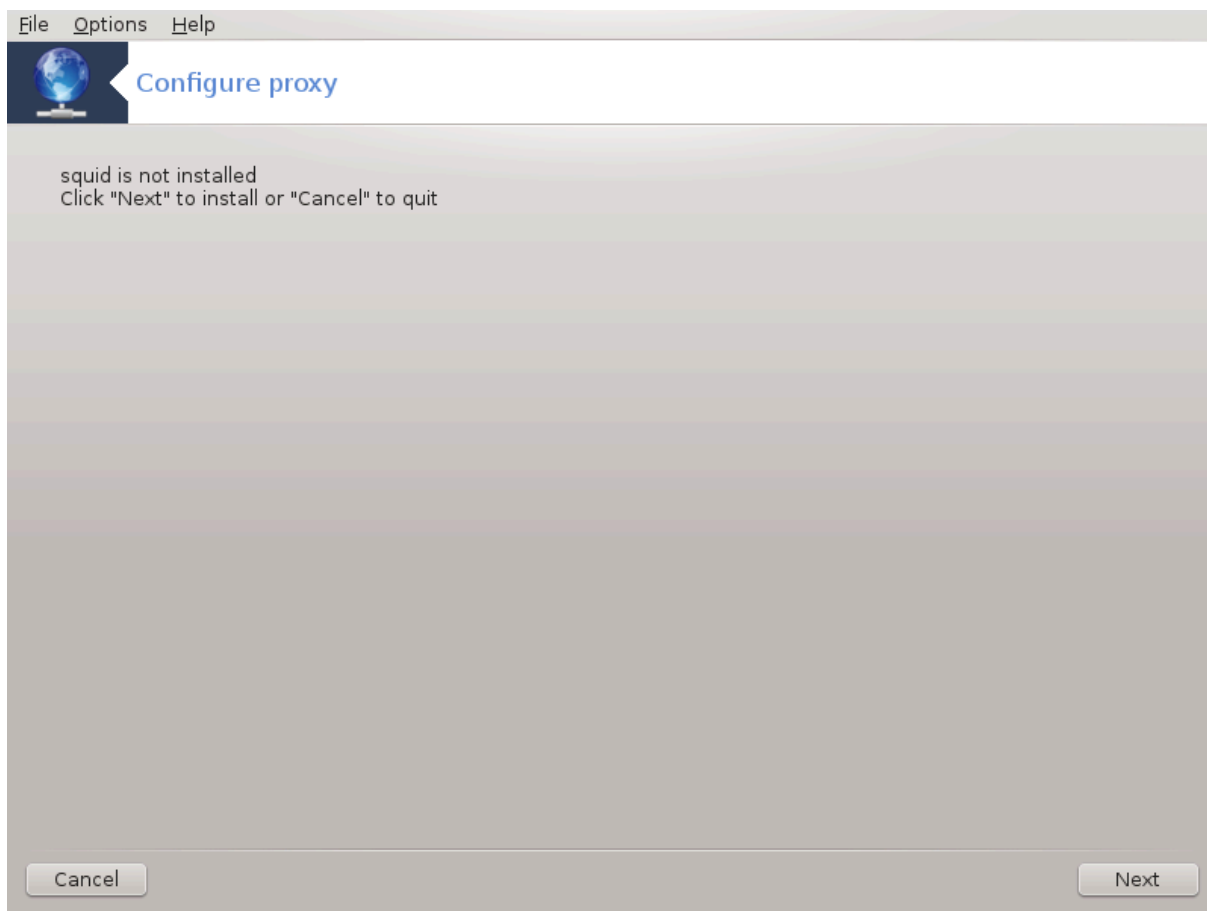 File Options Help
Configure proxy
squid is not installed
Click "Next" to install or "Cancel" to quit
Cancel Next